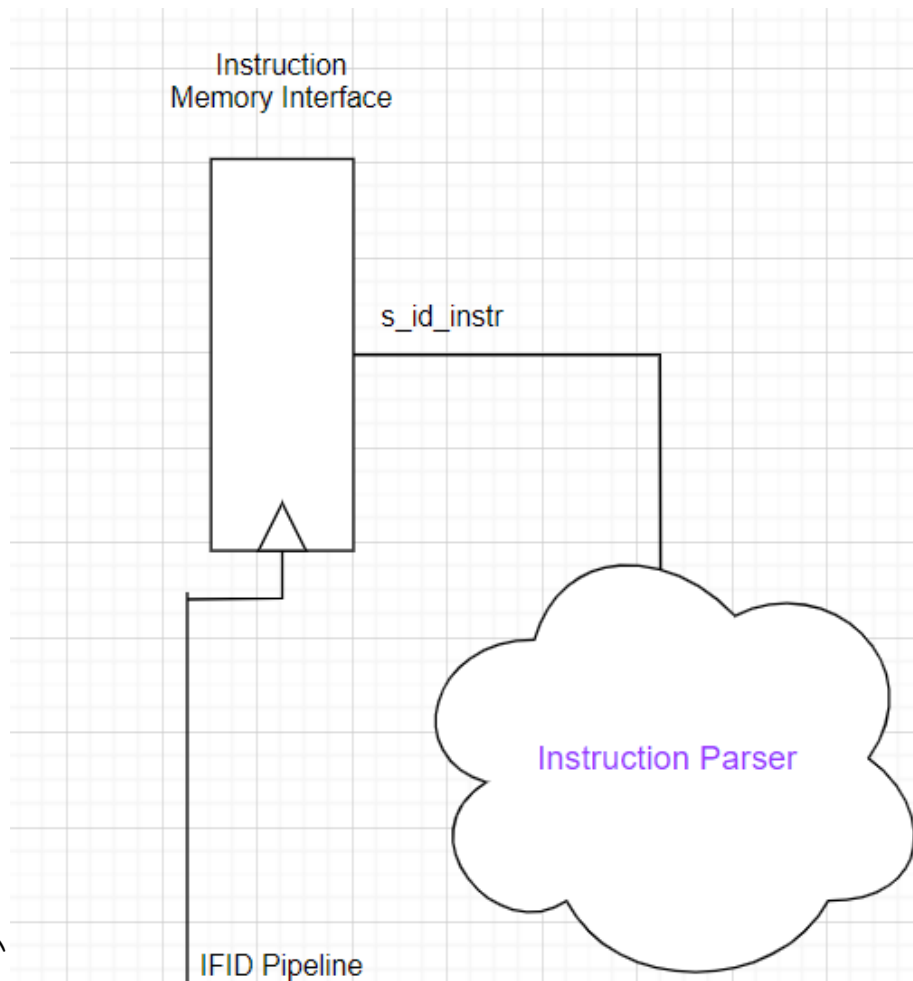 Instruction
Memory Interface
s_id_instr
Instruction Parser
IFID Pipeline